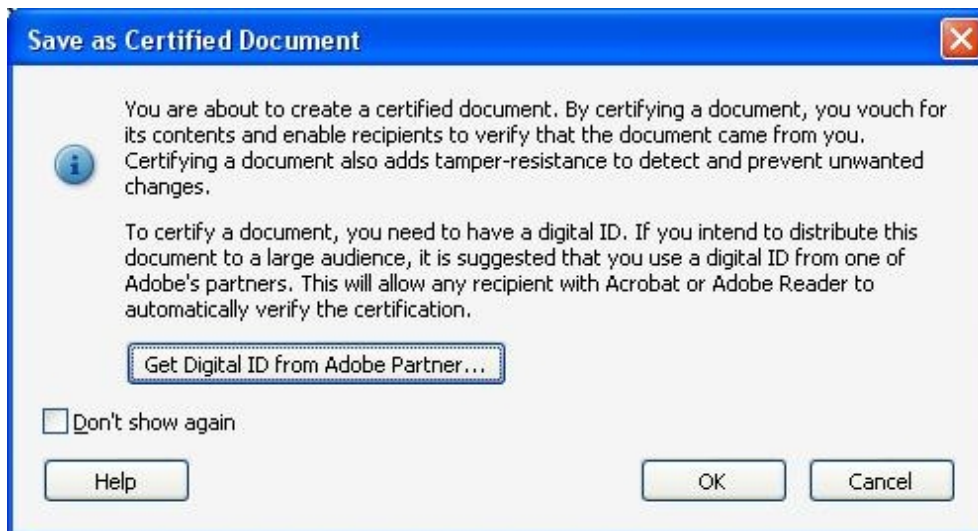 Save as Certified Document
You are about to create a certified document. By certifying a document, you vouch for
its contents and enable recipients to verify that the document came from you.
Certifying a document also adds tamper-resistance to detect and prevent unwanted
changes.
To certify a document, you need to have a digital ID. If you intend to distribute this
document to a large audience, it is suggested that you use a digital ID from one of
Adobe's partners. This will allow any recipient with Acrobat or Adobe Reader to
automatically verify the certification.
Get Digital ID from Adobe Partner...
Don't show again
Help OK Cancel